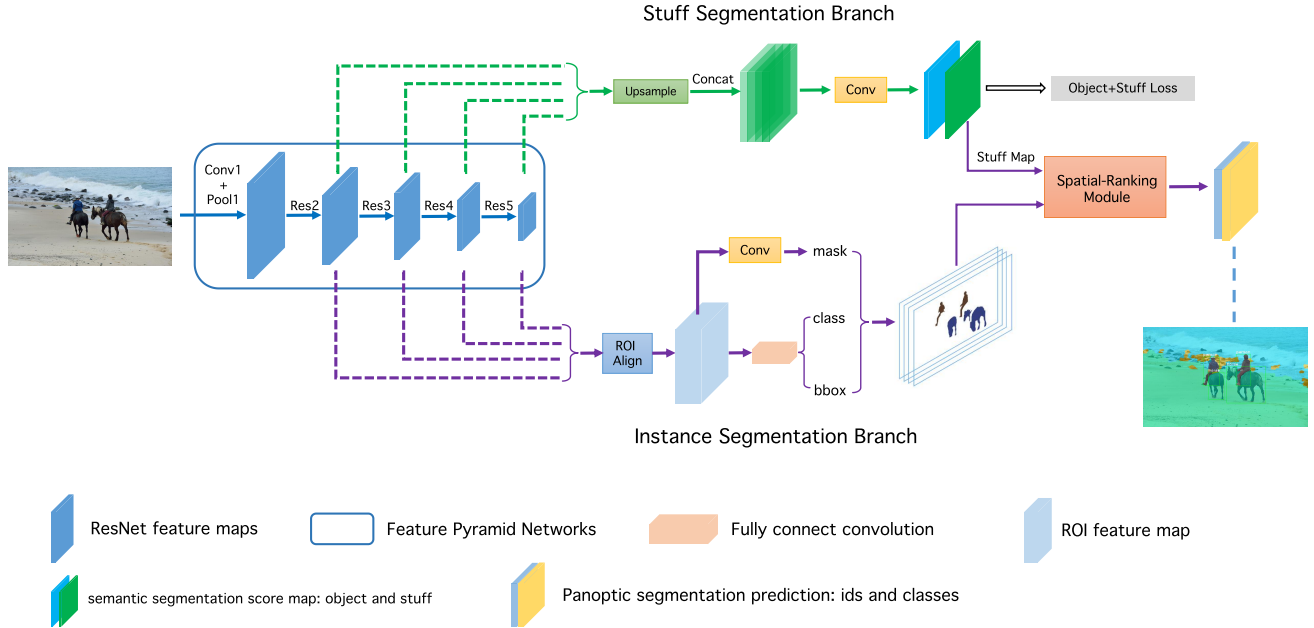 Stuff Segmentation Branch
Upsample
Concat
Conv
Object+Stuff Loss
Conv1
+
Pool1
Res2
Res3
Res4
Res5
Stuff Map
Spatial-Ranking
Module
Conv
mask
ROI
Align
class
bbox
Instance Segmentation Branch
ResNet feature maps
Feature Pyramid Networks
Fully connect convolution
ROI feature map
semantic segmentation score map: object and stuff
Panoptic segmentation prediction: ids and classes